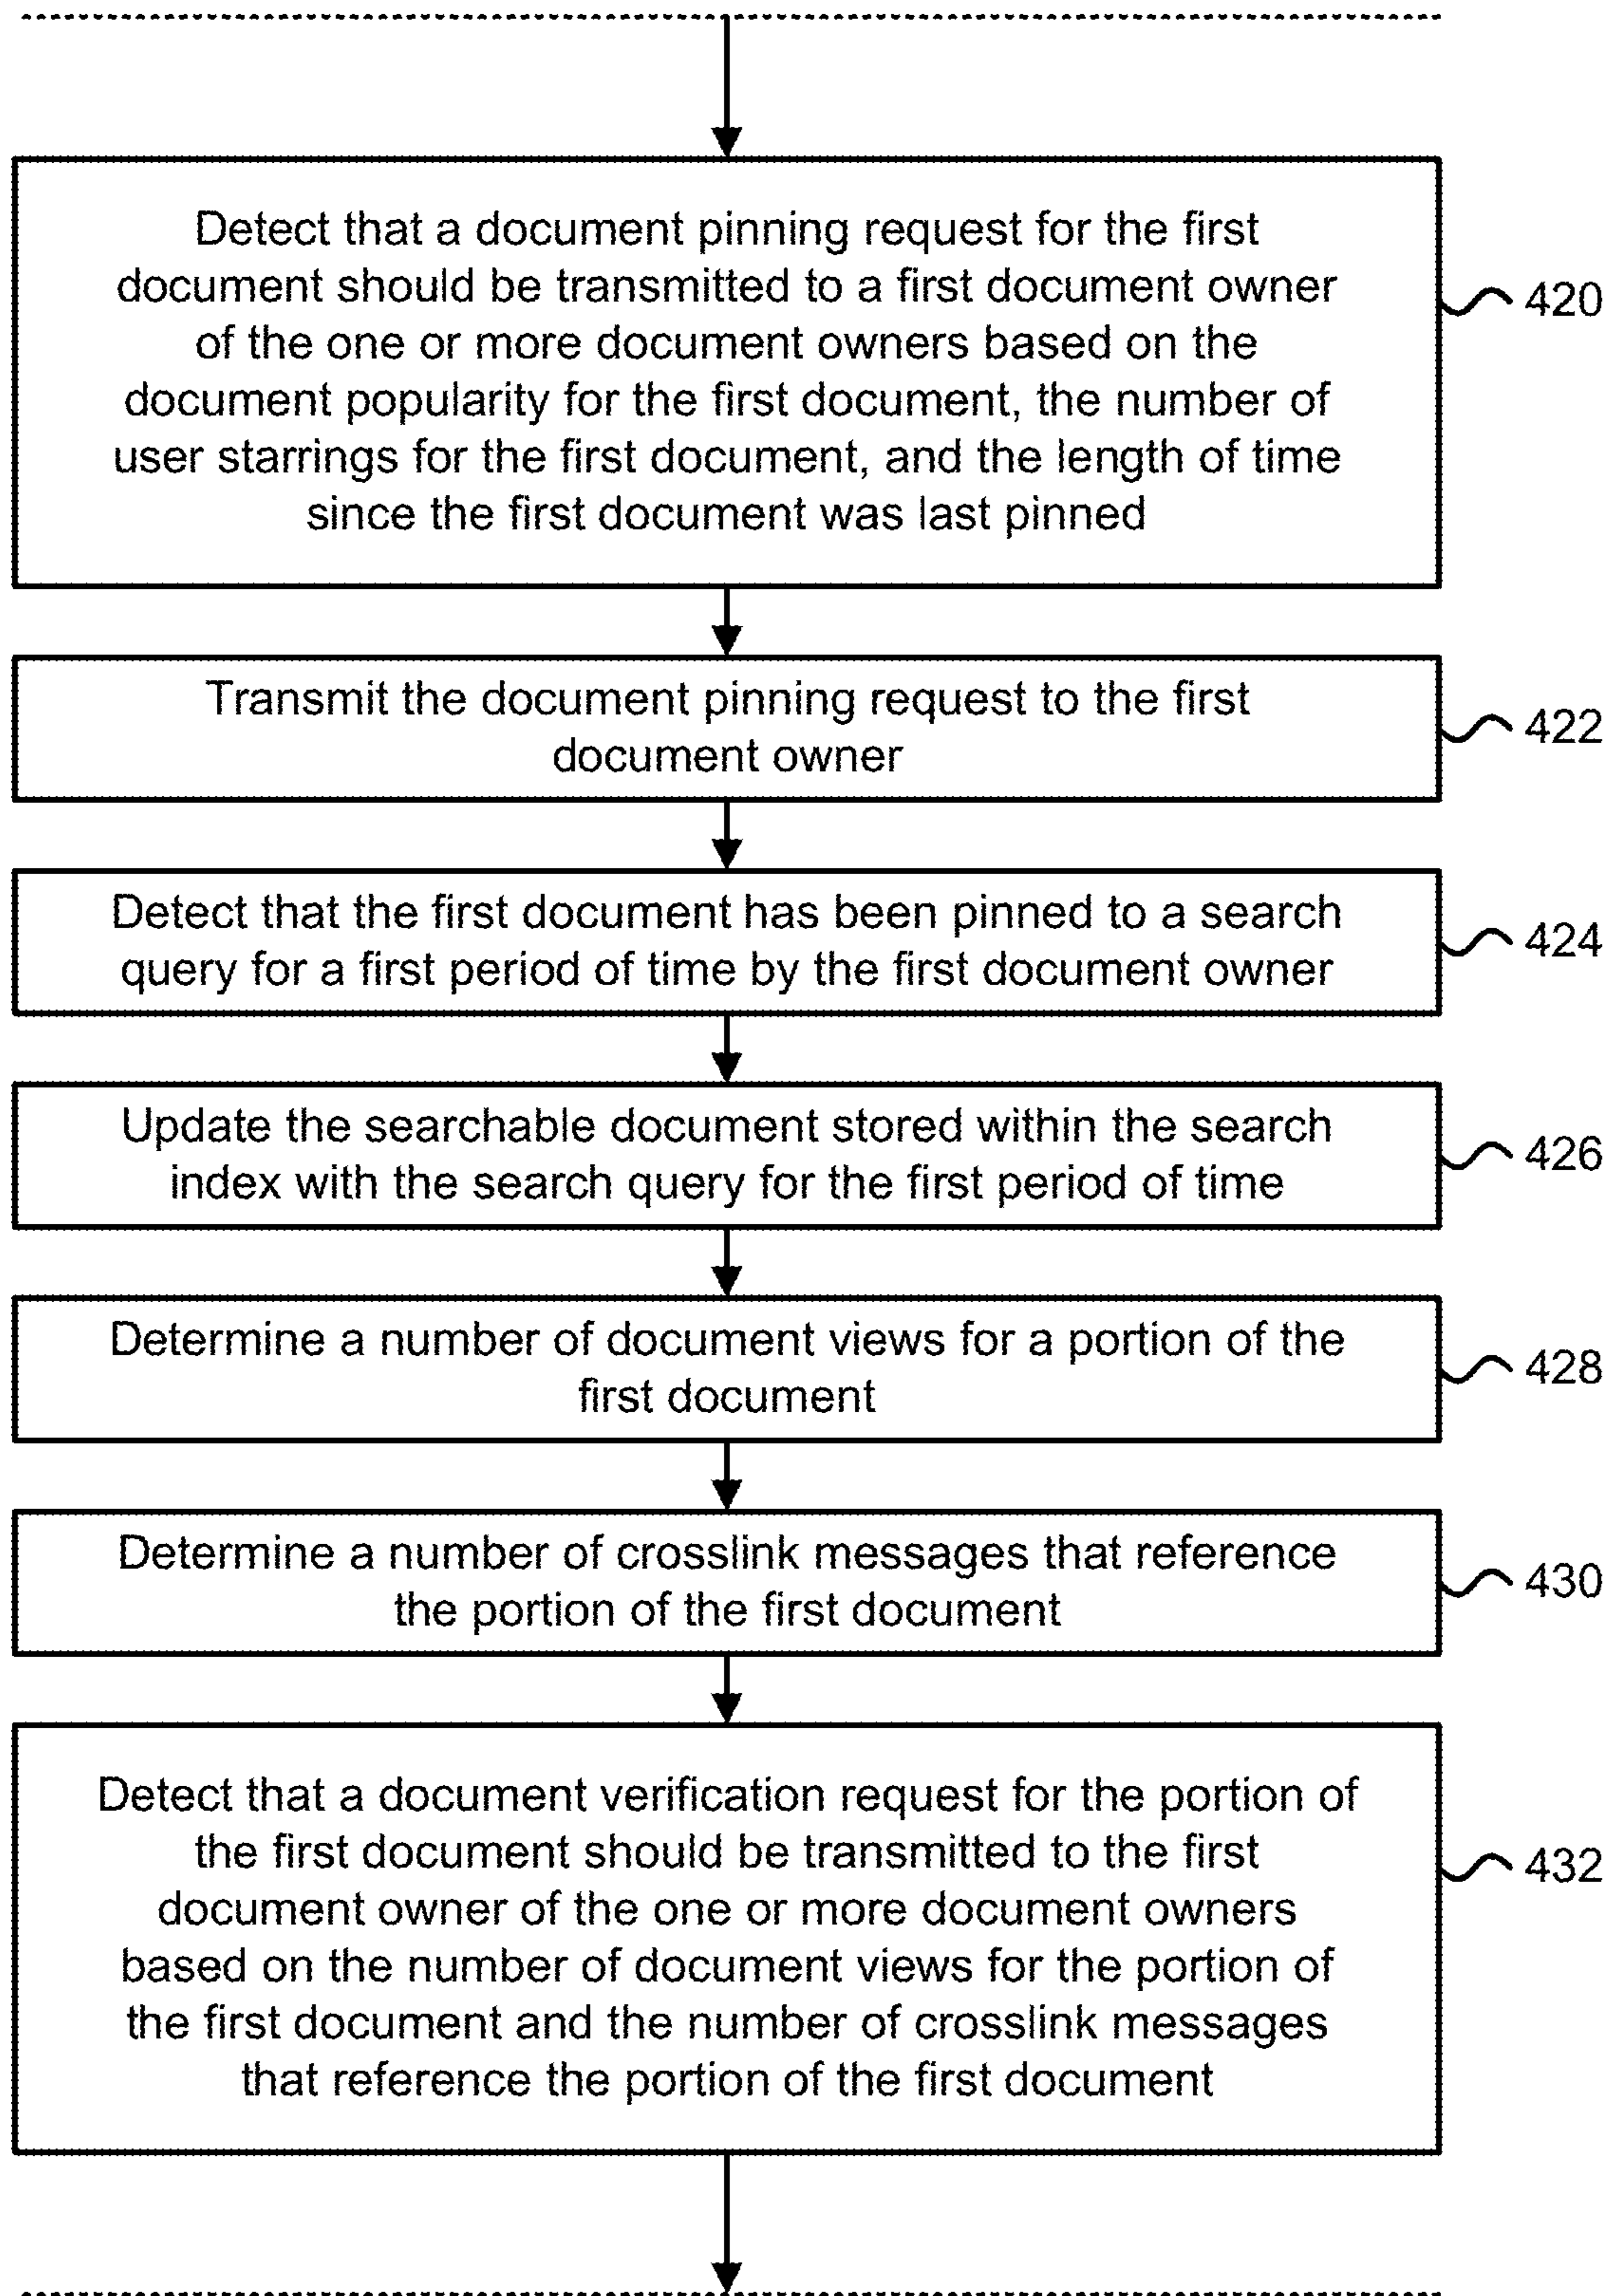 Detect that a document pinning request for the first
document should be transmitted to a first document owner
of the one or more document owners based on the
document popularity for the first document, the number of
user starrings for the first document, and the length of time
since the first document was last pinned
420
Transmit the document pinning request to the first
document owner
422
Detect that the first document has been pinned to a search
query for a first period of time by the first document owner
424
Update the searchable document stored within the search
index with the search query for the first period of time
426
Determine a number of document views for a portion of the
first document
428
Determine a number of crosslink messages that reference
the portion of the first document
430
Detect that a document verification request for the portion of
the first document should be transmitted to the first
document owner of the one or more document owners
based on the number of document views for the portion of
the first document and the number of crosslink messages
that reference the portion of the first document
432